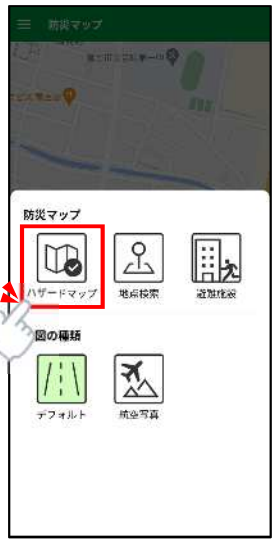 防災マップ
防災マップ
ハザードマップ
地点検索
避難施設
図の種類
デフォルト
航空写真